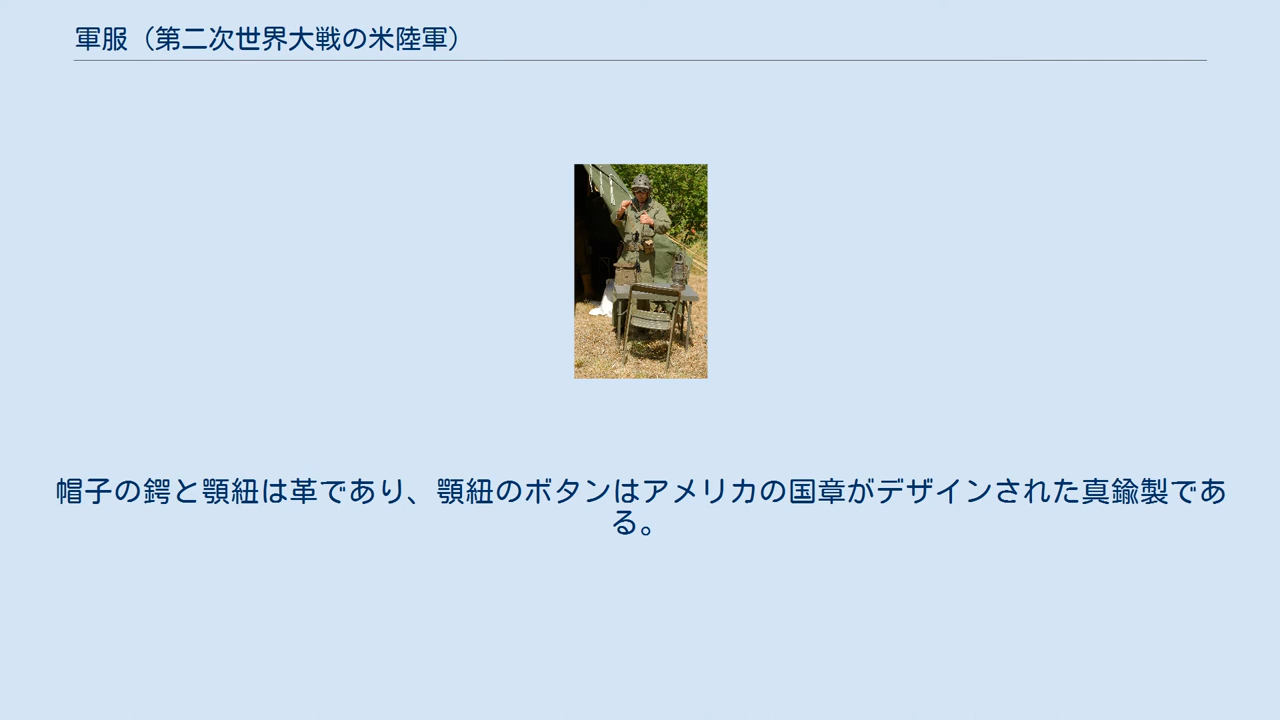 軍服（第二次世界大戦の米陸軍）
帽子の鍔と顎紐は革であり、顎紐のボタンはアメリカの国章がデザインされた真鍮製であ
る。